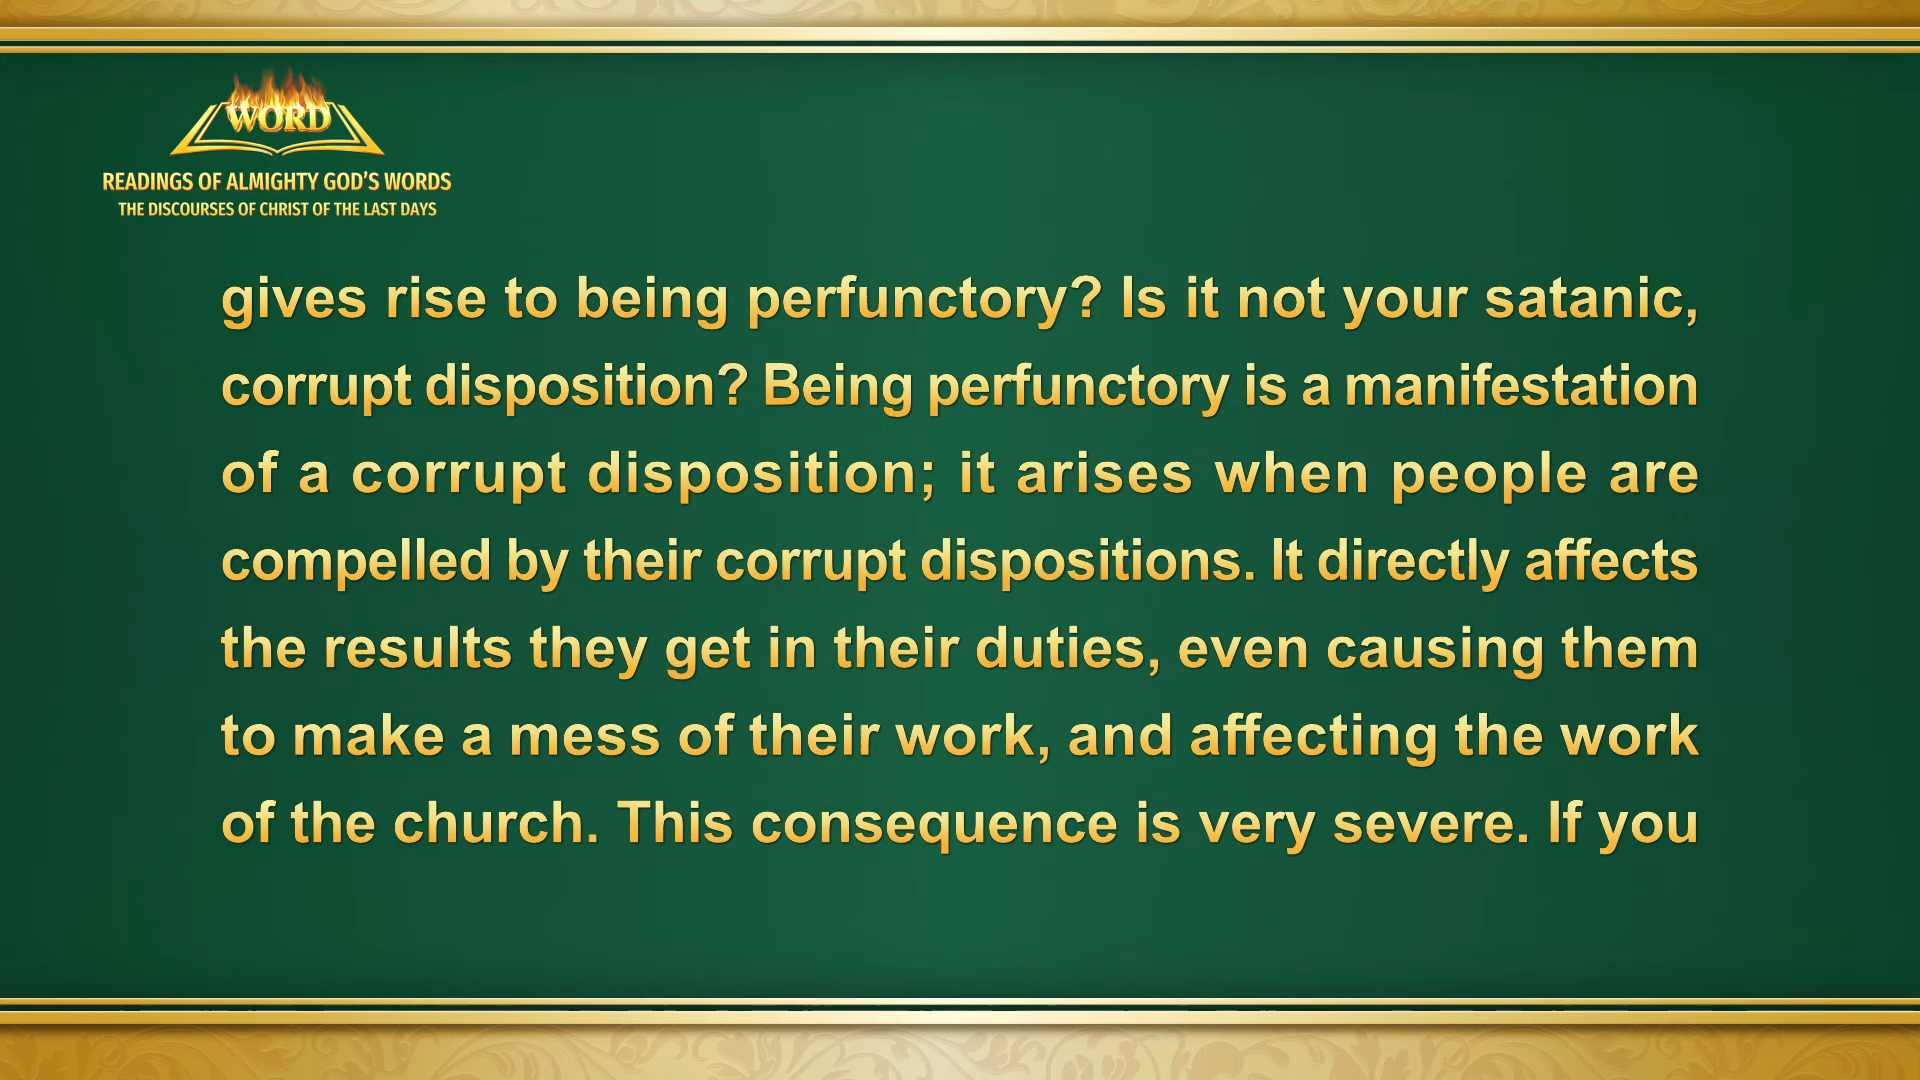 WORD
READINGS OF ALMIGHTY GOD'S WORDS
THE DISCOURSES OF CHRIST OF THE LAST DAYS
gives rise to being perfunctory? Is it not your satanic,
corrupt disposition? Being perfunctory is a manifestation
of a corrupt disposition; it arises when people are
compelled by their corrupt dispositions. It directly affects
the results they get in their duties, even causing them
to make a mess of their work, and affecting the work
of the church. This consequence is very severe. If you